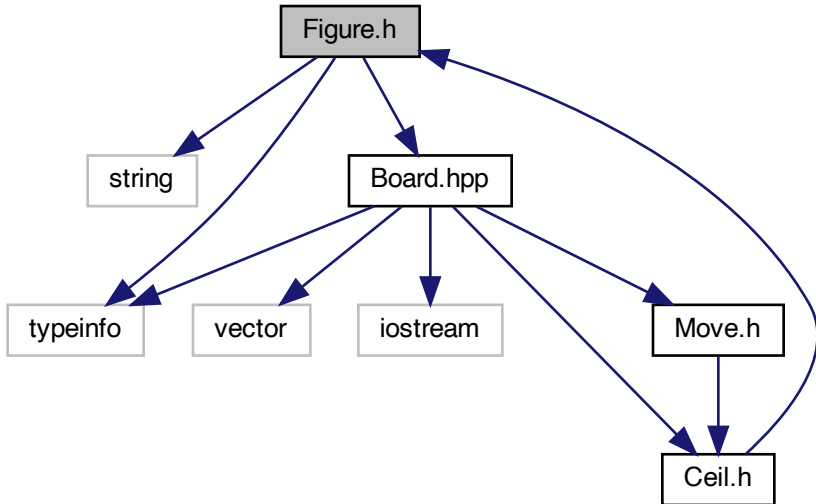 Figure.h
string
Board.hpp
typeinfo
vector
iostream
Move.h
Ceil.h